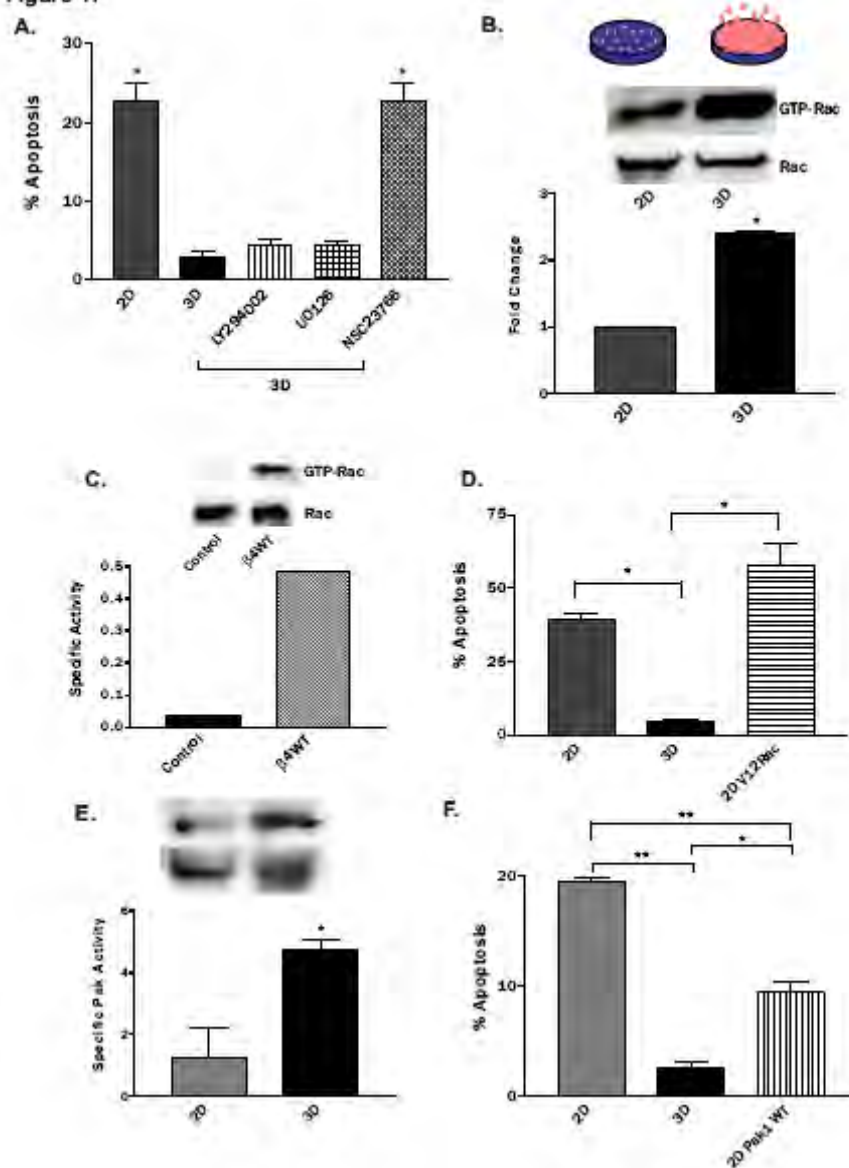 A.
30
20
10
0
% Apoptosis
*
*
2D
3D
LY294002
UO126
NSC23766
3D
B.
GTP-Rac
Rac
2D
3D
3
2
1
0
Fold Change
*
2D
3D
C.
GTP-Rac
Rac
Control
β4WT
0.5
0.4
0.3
0.2
0.1
0.0
Specific Activity
Control
β4WT
D.
75
50
25
0
% Apoptosis
*
*
2D
3D
2D V12Rac
E.
6
4
2
0
Specific Pak Activity
*
2D
3D
F.
20
10
0
% Apoptosis
**
**
*
2D
3D
2D Pak1 WT